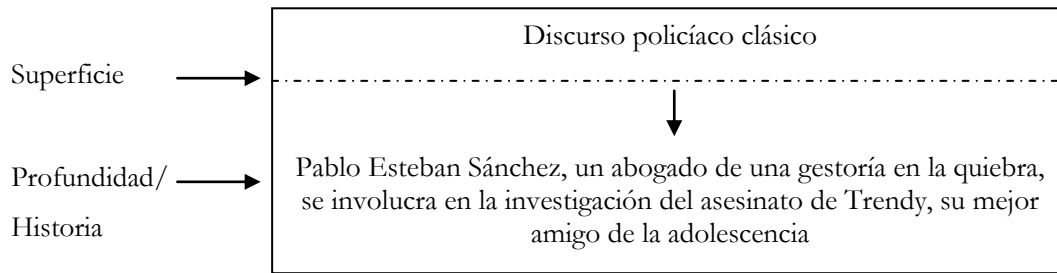 Discurso policíaco clásico
Superficie
Profundidad/
Historia
Pablo Esteban Sánchez, un abogado de una gestoría en la quiebra,
se involucra en la investigación del asesinato de Trendy, su mejor
amigo de la adolescencia